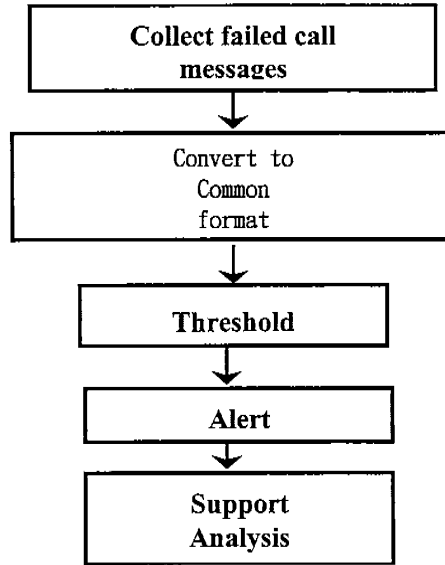 Collect failed call
messages
Convert to
Common
format
Threshold
Alert
Support
Analysis